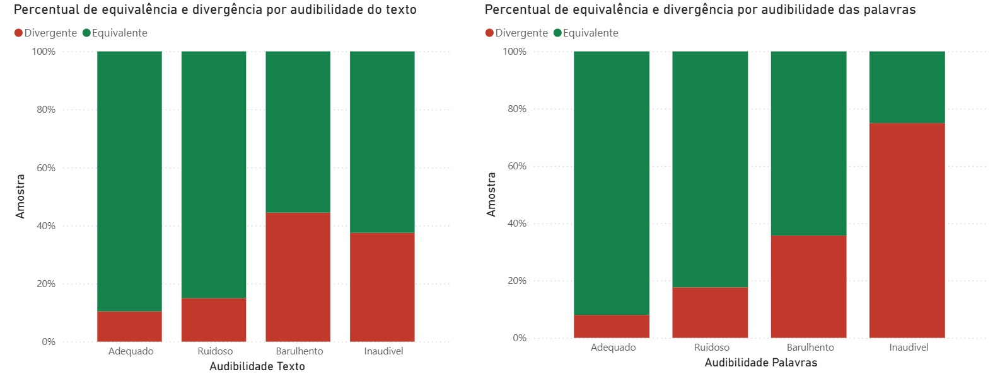 Percentual de equivalência e divergência por audibilidade do texto
Divergente Equivalente
100%
80%
60%
40%
20%
0%
Amostra
Adequado Ruidoso Barulhento Inaudivel
Audibilidade Texto
Percentual de equivalência e divergência por audibilidade das palavras
Divergente Equivalente
100%
80%
60%
40%
20%
0%
Amostra
Adequado Ruidoso Barulhento Inaudivel
Audibilidade Palavras